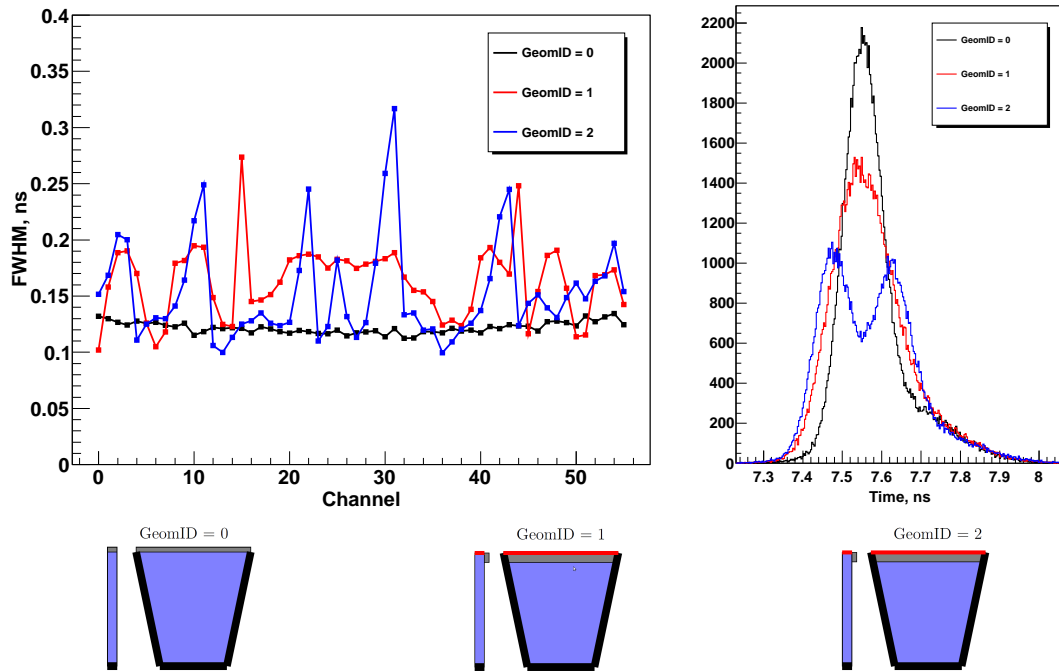 0.4
0.35
0.3
0.25
0.2
0.15
0.1
0.05
0
FWHM, ns
0 10 20 30 40 50
Channel
GeomID = 0
GeomID = 1
GeomID = 2
2200
2000
1800
1600
1400
1200
1000
800
600
400
200
0
7.3 7.4 7.5 7.6 7.7 7.8 7.9 8
Time, ns
GeomID = 0
GeomID = 1
GeomID = 2
GeomID = 0
GeomID = 1
GeomID = 2